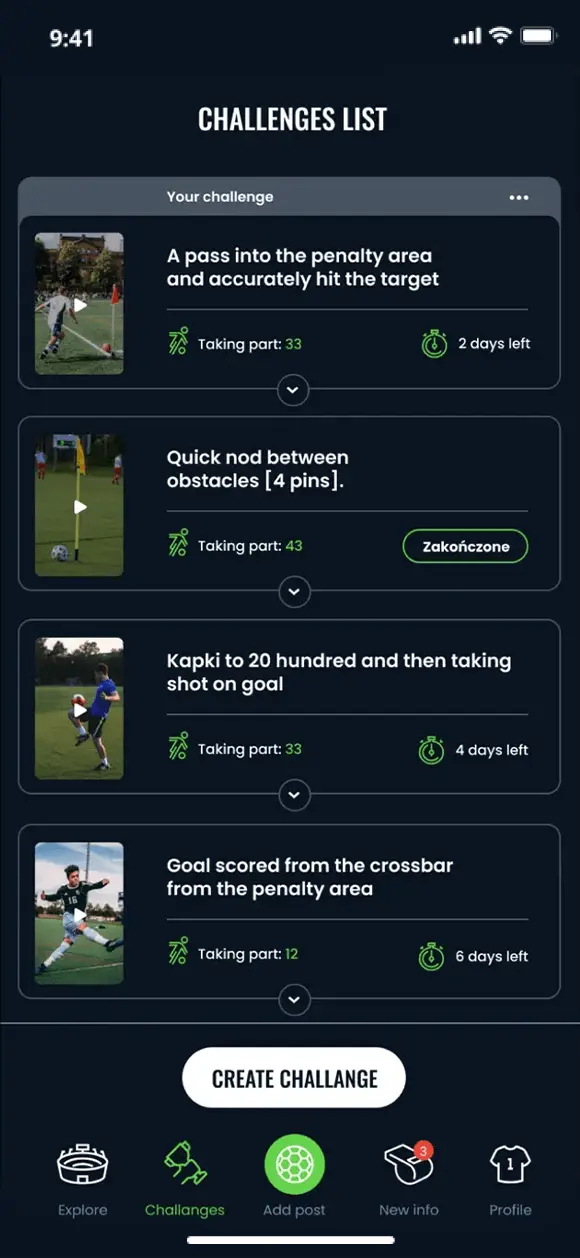 9:41
CHALLENGES LIST
Your challenge
A pass into the penalty area
and accurately hit the target
Taking part: 33
2 days left
Quick nod between
obstacles [4 pins].
Taking part: 43
Zakończone
Kapki to 20 hundred and then taking
shot on goal
Taking part: 33
4 days left
16
Goal scored from the crossbar
from the penalty area
Taking part: 12
6 days left
CREATE CHALLANGE
3
1
Explore
Challanges
Add post
New info
Profile